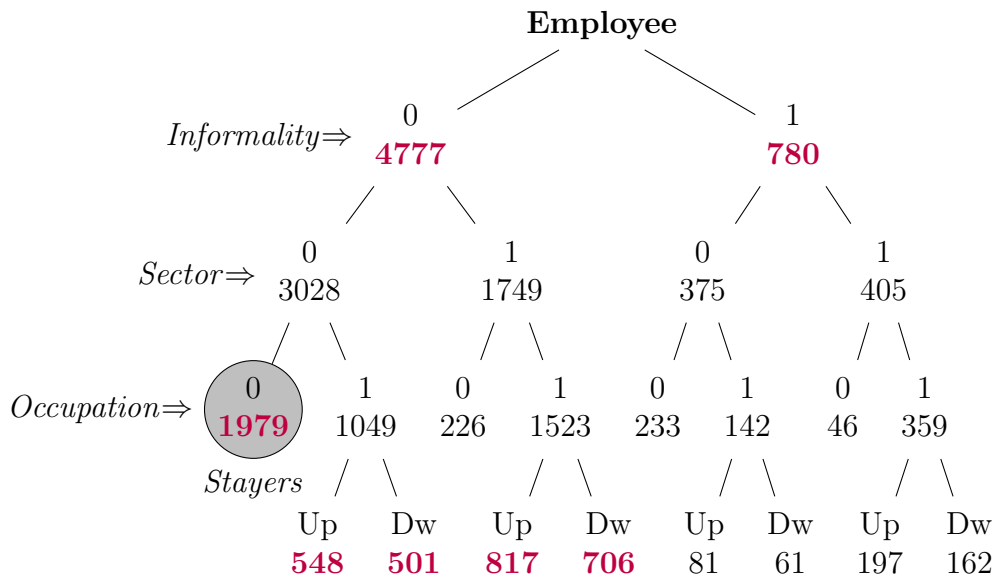 Employee
0 1
Informality⇒ 4777 780
0 1 0 1
Sector⇒ 3028 1749 375 405
0 1 0 1 0 1 0 1
Occupation⇒ 1979 1049 226 1523 233 142 46 359
Stayers
Up Dw Up Dw Up Dw Up Dw
548 501 817 706 81 61 197 162